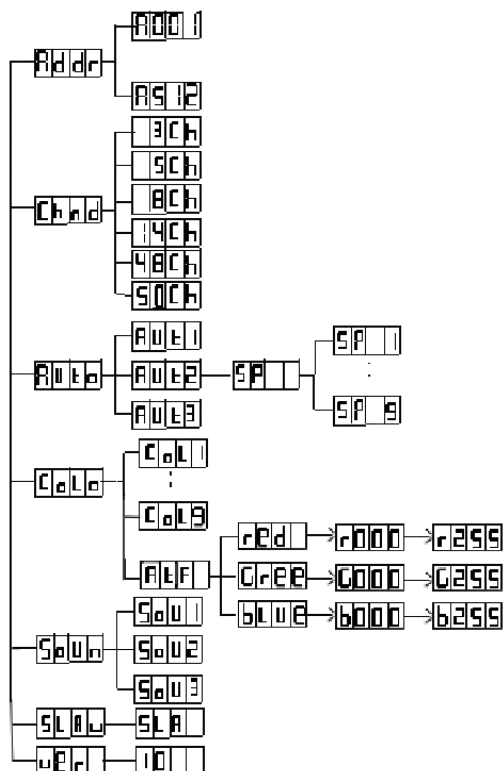 Addr
A001
AS12
Chnd
3Ch
5Ch
8Ch
14Ch
48Ch
50Ch
Auto
AUt1
AUt2
AUt3
SP
SP 1
SP 9
CoLo
CoL1
CoL9
AtF
red
r000
r255
Gree
G000
G255
bLUe
b000
b255
SoUn
SoU1
SoU2
SoU3
SLAu
SLA
uer
10